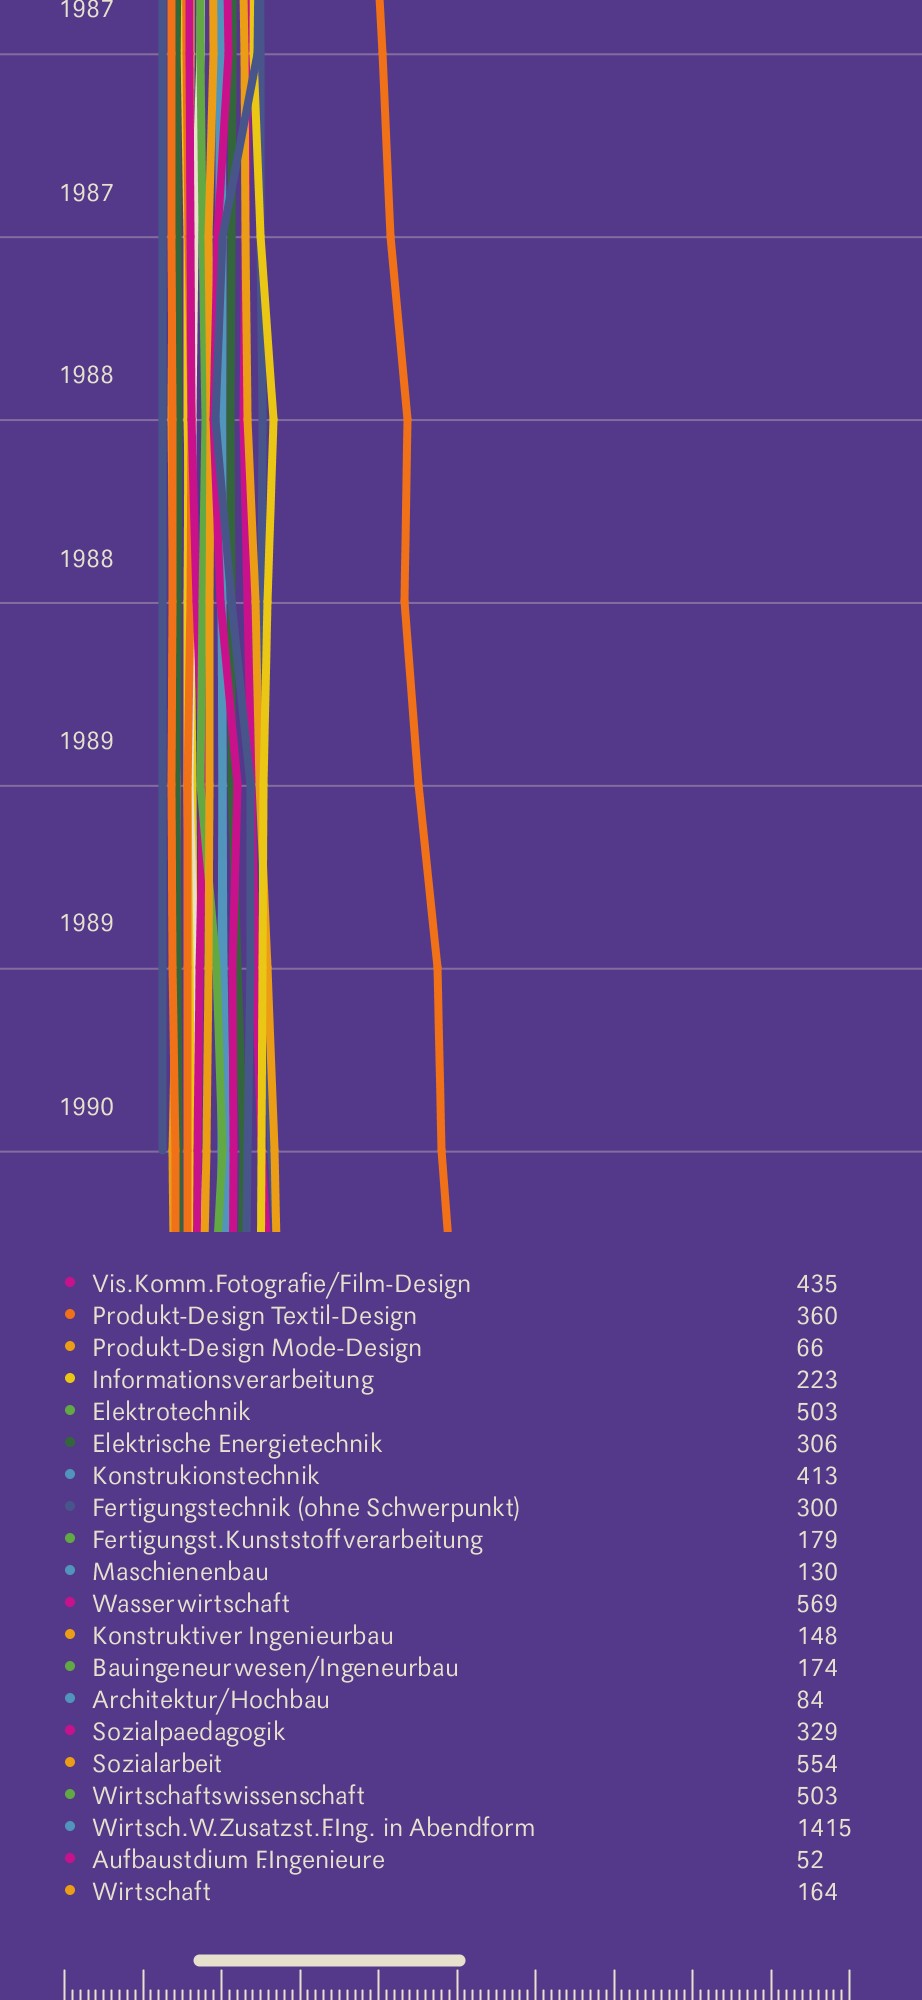 1987
1987
1988
1988
1989
1989
1990
Vis.Komm.Fotografie/Film-Design 435
Produkt-Design Textil-Design 360
Produkt-Design Mode-Design 66
Informationsverarbeitung 223
Elektrotechnik 503
Elektrische Energietechnik 306
Konstrukionstechnik 413
Fertigungstechnik (ohne Schwerpunkt) 300
Fertigungst.Kunststoffverarbeitung 179
Maschienenbau 130
Wasserwirtschaft 569
Konstruktiver Ingenieurbau 148
Bauingeneurwesen/Ingeneurbau 174
Architektur/Hochbau 84
Sozialpaedagogik 329
Sozialarbeit 554
Wirtschaftswissenschaft 503
Wirtsch.W.Zusatzst.F.Ing. in Abendform 1415
Aufbaustdium F.Ingenieure 52
Wirtschaft 164